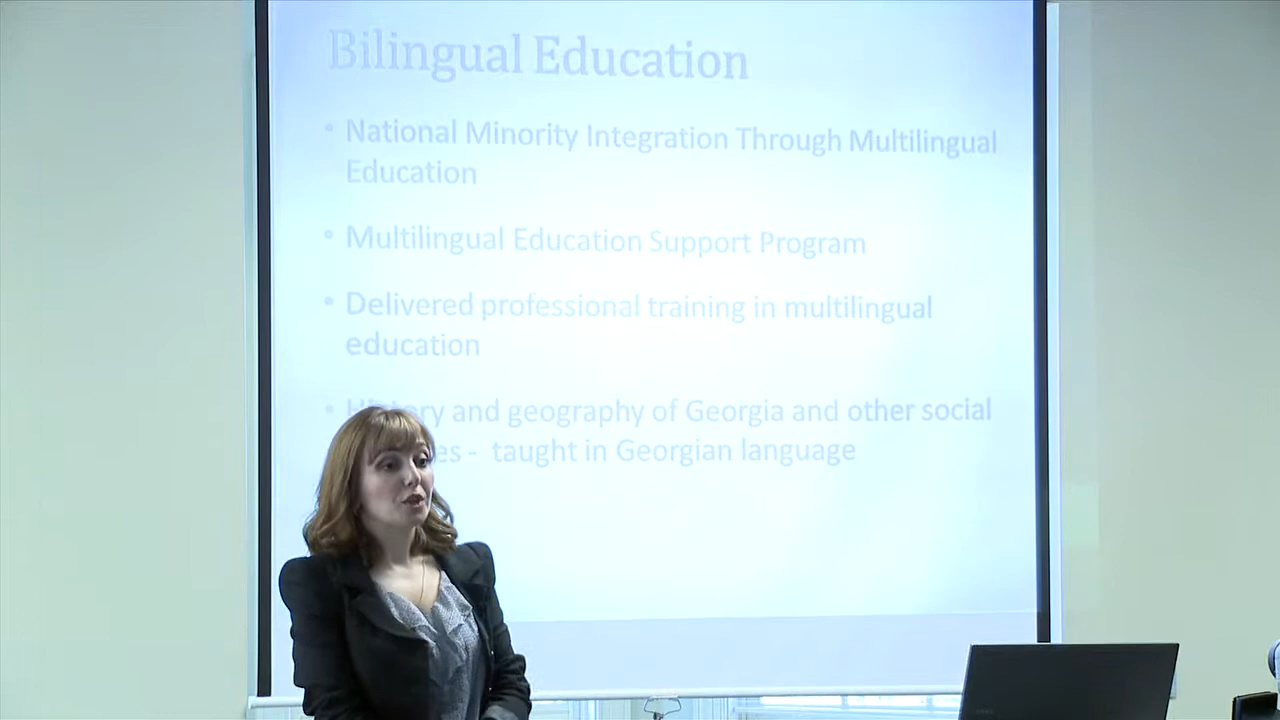 Bilingual Education
• National Minority Integration Through Multilingual
Education
• Multilingual Education Support Program
• Delivered professional training in multilingual
education
• History and geography of Georgia and other social
- taught in Georgian language